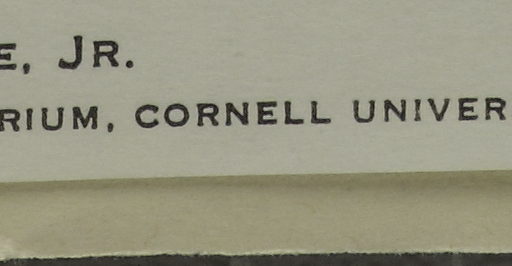 E, JR.
RIUM, CORNELL UNIVER